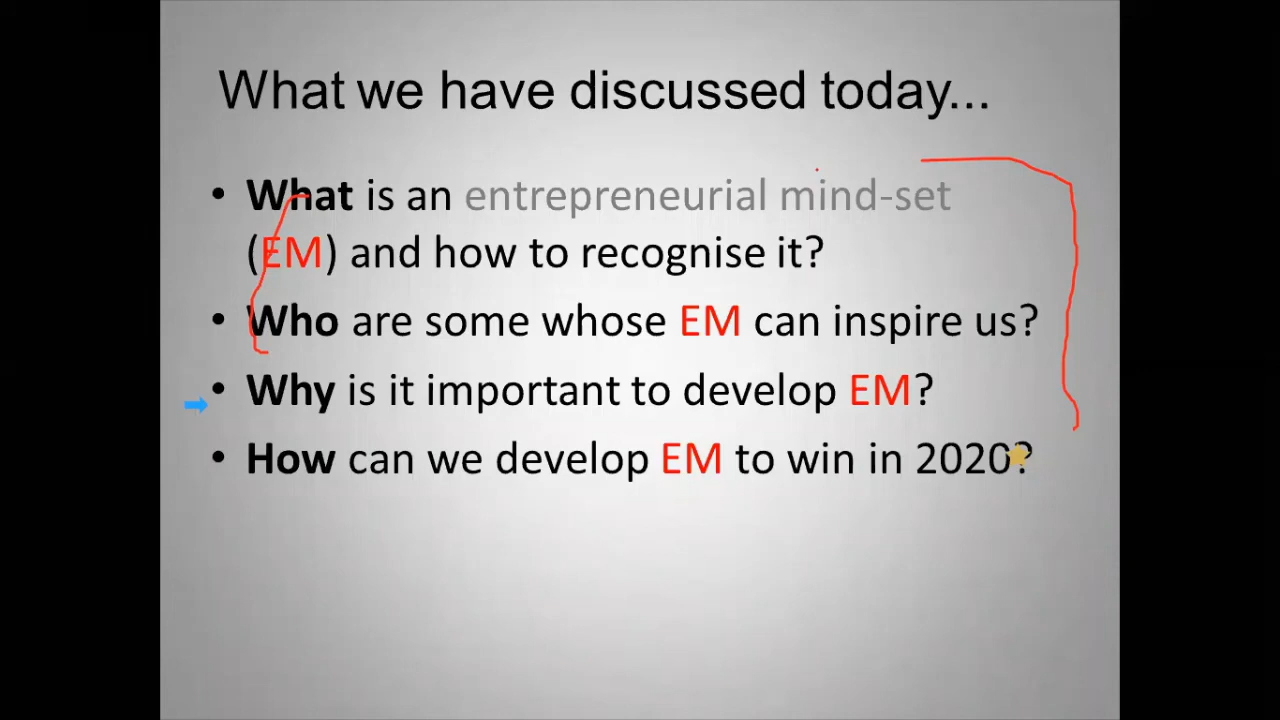 What we have discussed today...
• What is an entrepreneurial mind-set
(EM) and how to recognise it?
• Who are some whose EM can inspire us?
• Why is it important to develop EM?
• How can we develop EM to win in 2020?